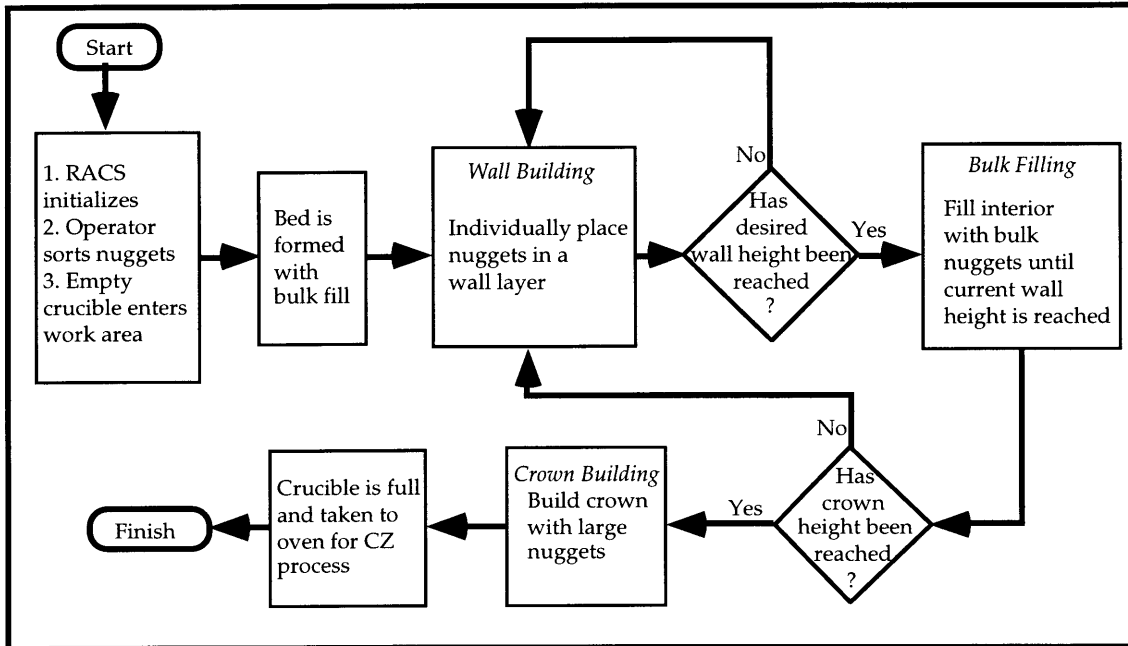 Start
1. RACS
initializes
2. Operator
sorts nuggets
3. Empty
crucible enters
work area
Bed is
formed
with
bulk fill
Wall Building
Individually place
nuggets in a
wall layer
No
Has
desired
wall height been
reached
?
Yes
Bulk Filling
Fill interior
with bulk
nuggets until
current wall
height is reached
No
Has
crown
height been
reached
?
Yes
Crown Building
Build crown
with large
nuggets
Crucible is full
and taken to
oven for CZ
process
Finish